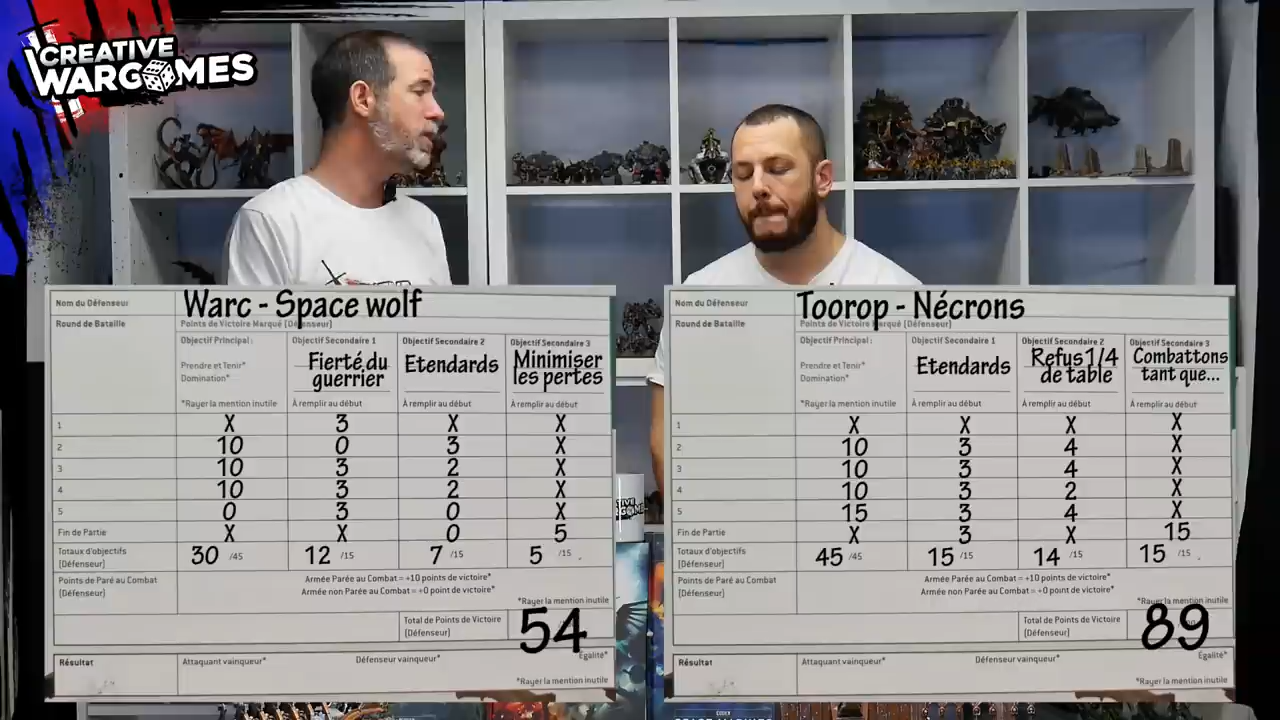 CREATIVE
WARGAMES
Nom du Défenseur
Warc - Space wolf
Round de Bataille
Points de Victoire Marqué (Défenseur)
Objectif Principal :
Objectif Secondaire 1
Objectif Secondaire 2
Objectif Secondaire 3
Prendre et Tenir*
Domination*
Fierté du
guerrier
Etendards
Minimiser
les pertes
*Rayer la mention inutile
À remplir au début
À remplir au début
À remplir au début
1 X 3 X X
2 10 0 3 X
3 10 3 2 X
4 10 3 2 X
5 0 3 0 X
Fin de Partie X X 0 5
Totaux d'objectifs
(Défenseur)
30 /45 12 /15 7 /15 5 /15
Points de Paré au Combat
(Défenseur)
Armée Parée au Combat = +10 points de victoire*
Armée non Parée au Combat = +0 point de victoire*
*Rayer la mention inutile
Total de Points de Victoire
(Défenseur)
54
Résultat
Attaquant vainqueur*
Défenseur vainqueur*
Égalité*
*Rayer la mention inutile
Nom du Défenseur
Toorop - Nécrons
Round de Bataille
Points de Victoire Marqué (Défenseur)
Objectif Principal :
Objectif Secondaire 1
Objectif Secondaire 2
Objectif Secondaire 3
Prendre et Tenir*
Domination*
Etendards
Refus 1/4
de table
Combattons
tant que...
*Rayer la mention inutile
À remplir au début
À remplir au début
À remplir au début
1 X X X X
2 10 3 4 X
3 10 3 4 X
4 10 3 2 X
5 15 3 4 X
Fin de Partie X 3 X 15
Totaux d'objectifs
(Défenseur)
45 /45 15 /15 14 /15 15 /15
Points de Paré au Combat
(Défenseur)
Armée Parée au Combat = +10 points de victoire*
Armée non Parée au Combat = +0 point de victoire*
*Rayer la mention inutile
Total de Points de Victoire
(Défenseur)
89
Résultat
Attaquant vainqueur*
Défenseur vainqueur*
Égalité*
*Rayer la mention inutile
CODEX